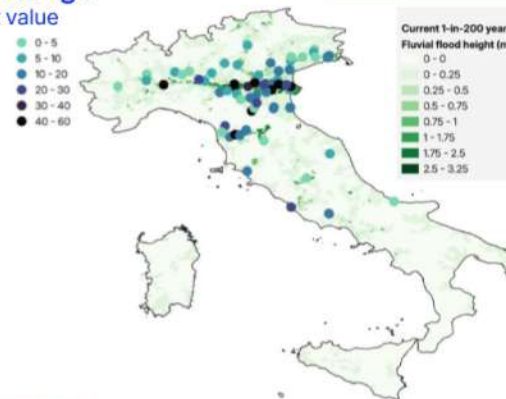 t value
0 - 5
5 - 10
10 - 20
20 - 30
30 - 40
40 - 60
Current 1-in-200 year
Fluvial flood height (m
0 - 0
0 - 0.25
0.25 - 0.5
0.5 - 0.75
0.75 - 1
1 - 1.75
1.75 - 2.5
2.5 - 3.25